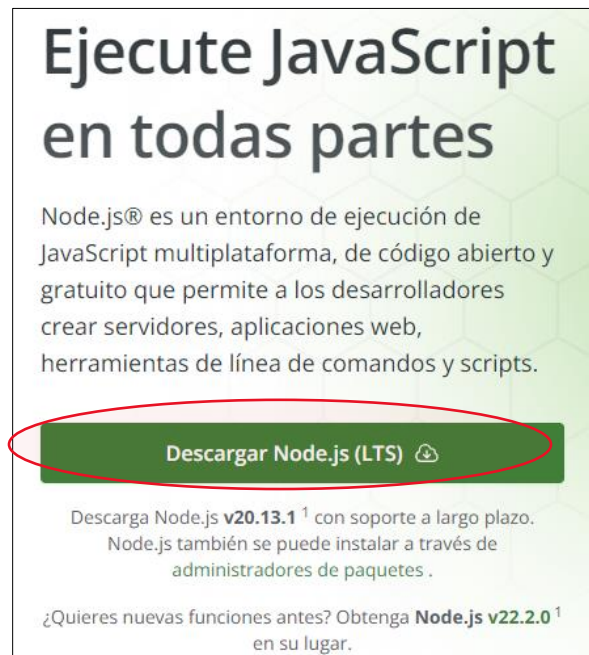 Ejecute JavaScript
en todas partes
Node.js® es un entorno de ejecución de
JavaScript multiplataforma, de código abierto y
gratuito que permite a los desarrolladores
crear servidores, aplicaciones web,
herramientas de línea de comandos y scripts.
Descargar Node.js (LTS)
Descarga Node.js v20.13.1 ¹ con soporte a largo plazo.
Node.js también se puede instalar a través de
administradores de paquetes .
¿Quieres nuevas funciones antes? Obtenga Node.js v22.2.0 ¹
en su lugar.